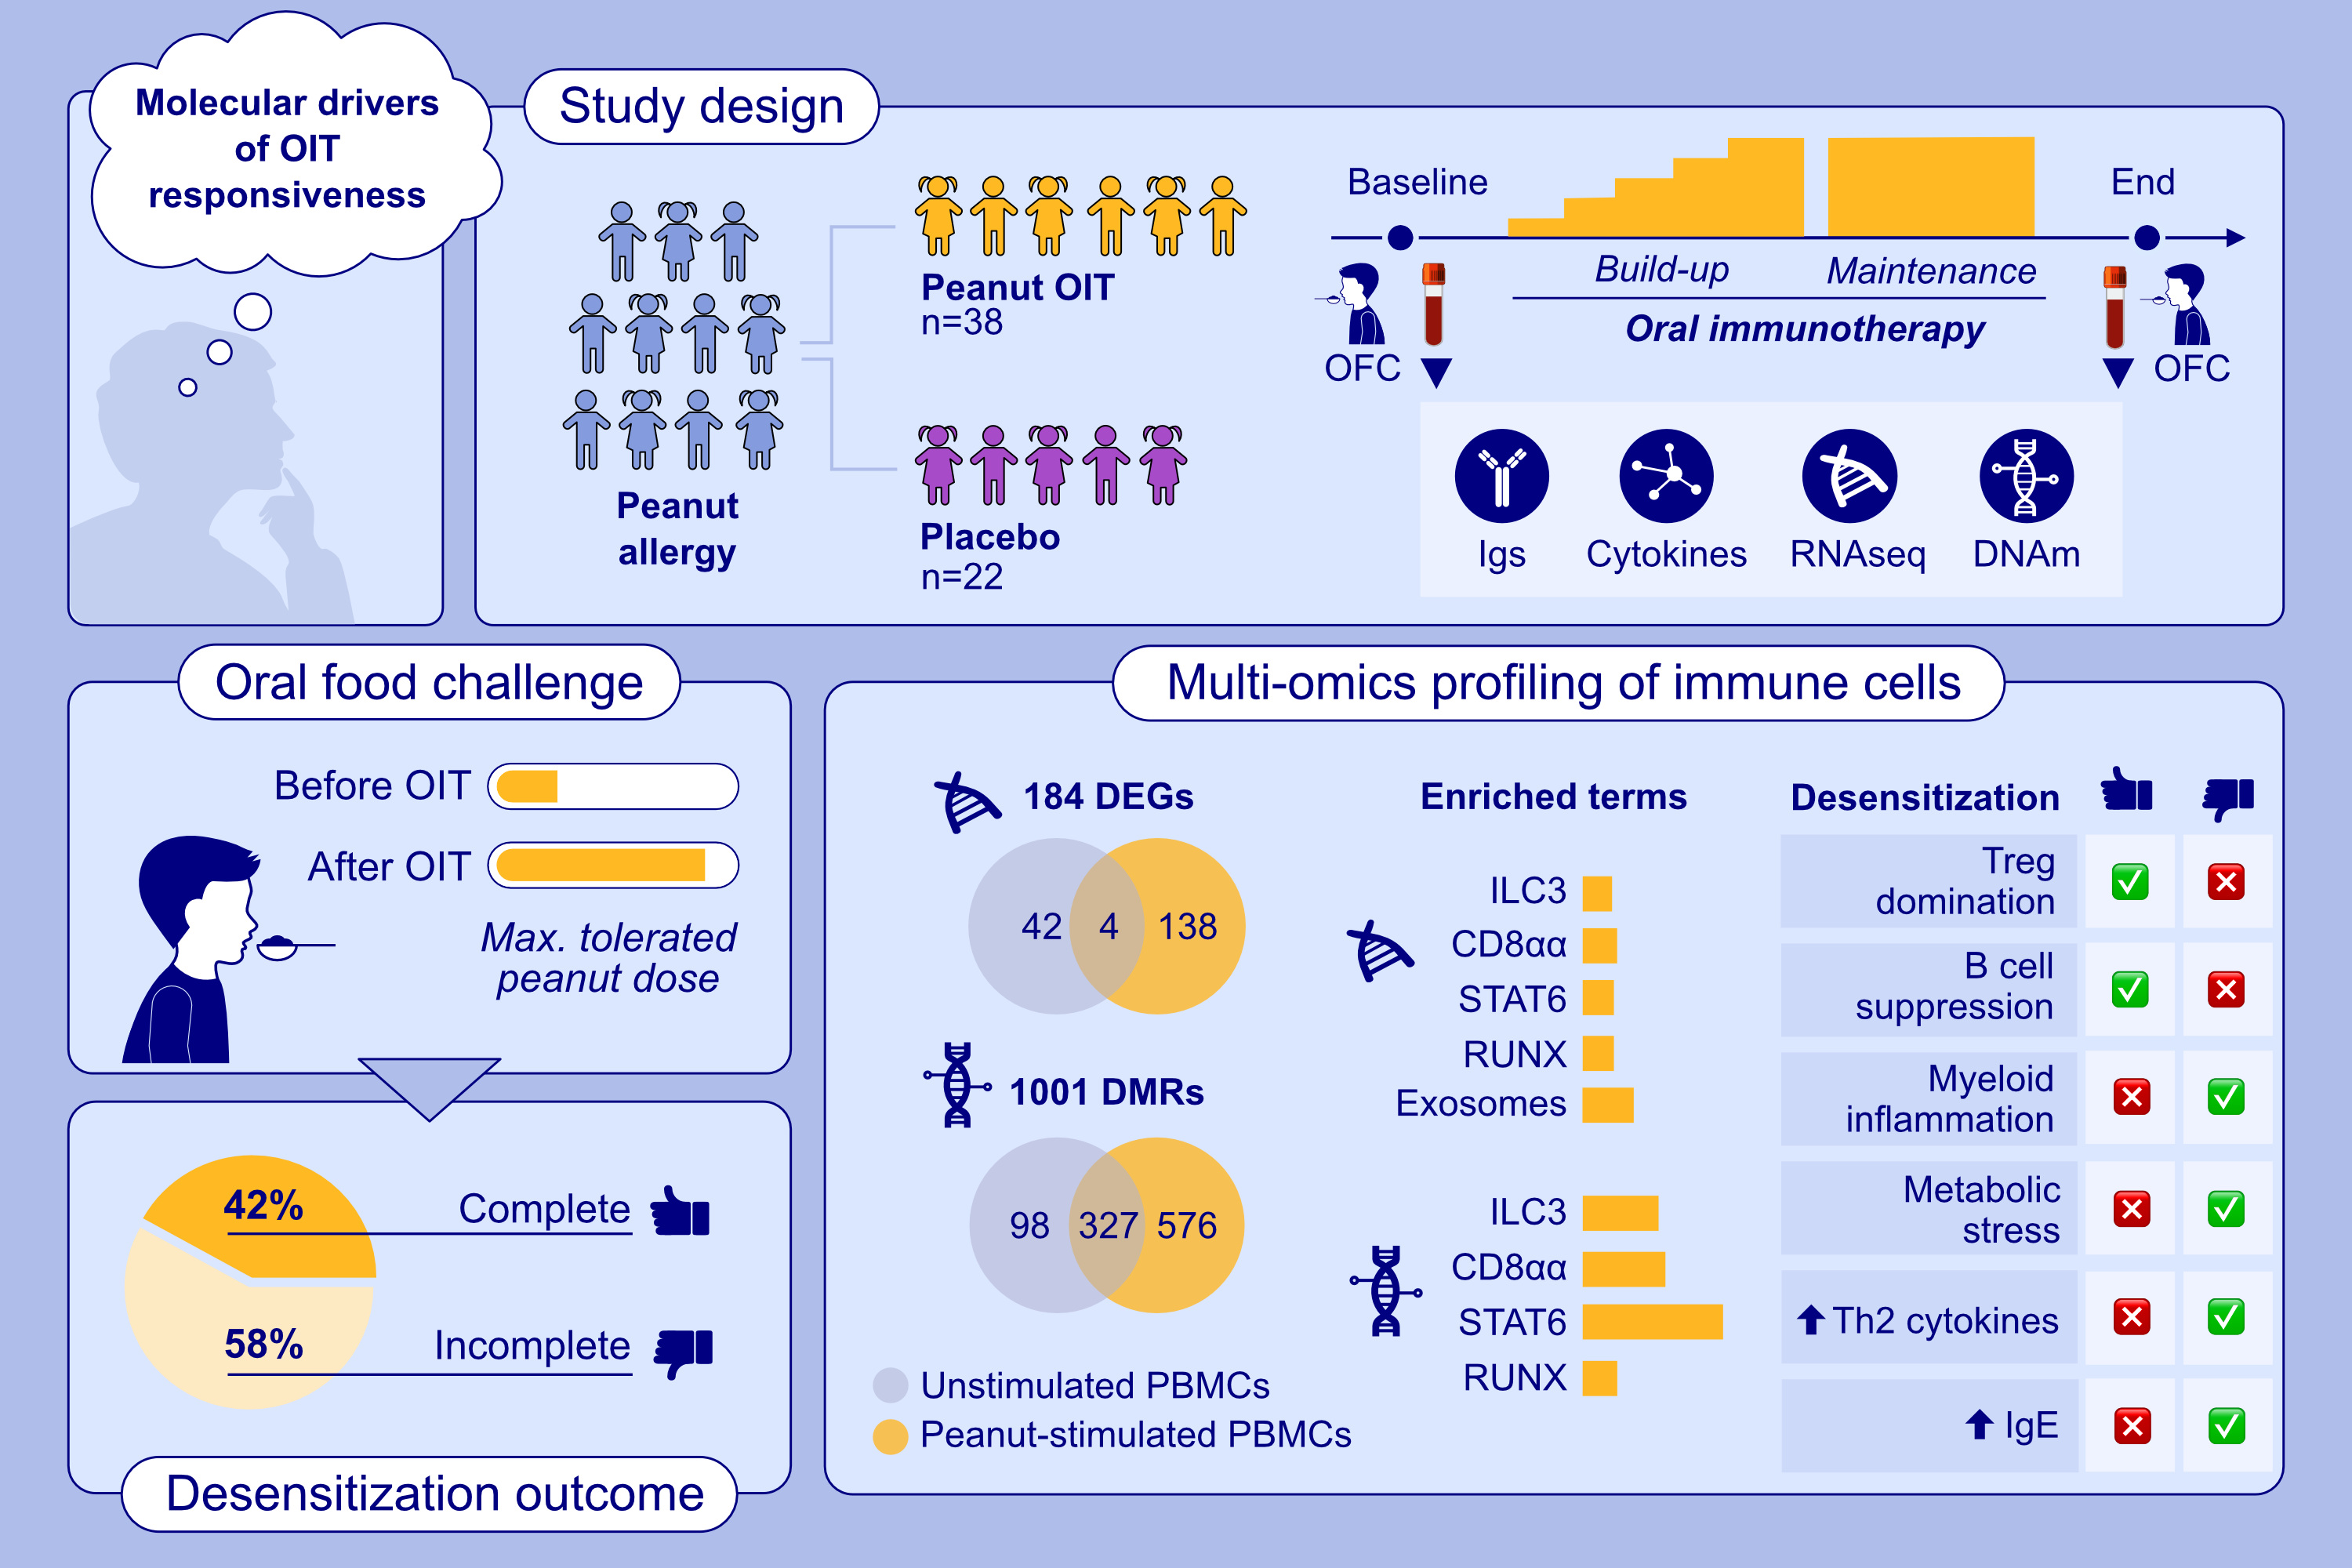 Molecular drivers
of OIT
responsiveness
Study design
Peanut
allergy
Peanut OIT
n=38
Placebo
n=22
Baseline
End
Build-up
Maintenance
Oral immunotherapy
OFC
OFC
Igs
Cytokines
RNAseq
DNAm
Oral food challenge
Before OIT
After OIT
Max. tolerated
peanut dose
42%
Complete
58%
Incomplete
Desensitization outcome
Multi-omics profiling of immune cells
184 DEGs
42
4
138
1001 DMRs
98
327
576
Unstimulated PBMCs
Peanut-stimulated PBMCs
Enriched terms
ILC3
CD8αα
STAT6
RUNX
Exosomes
ILC3
CD8αα
STAT6
RUNX
Desensitization
Treg
domination
B cell
suppression
Myeloid
inflammation
Metabolic
stress
Th2 cytokines
IgE